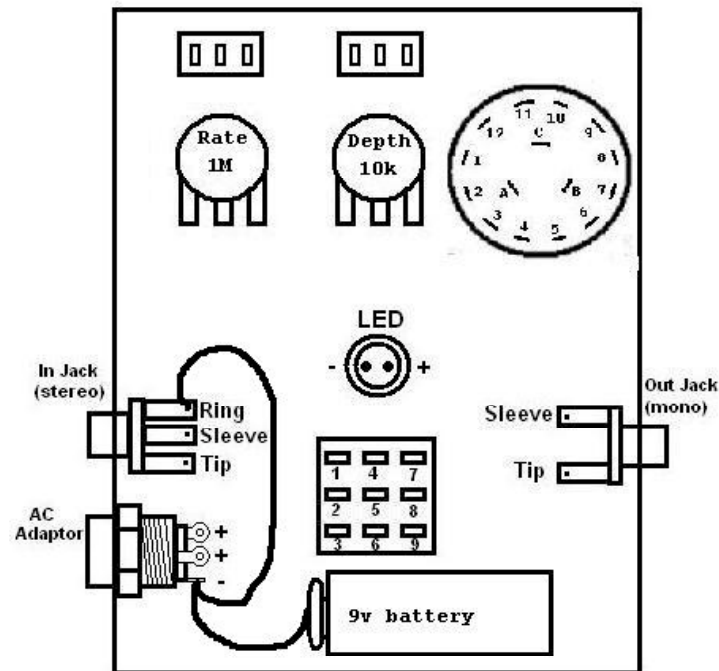 Rate
1M
Depth
10k
11 10
12 C 9
1 8
2 A B 7
3 6
4 5
LED
- +
In Jack
(stereo)
Ring
Sleeve
Tip
Out Jack
(mono)
Sleeve
Tip
AC
Adaptor
+
+
-
1 4 7
2 5 8
3 6 9
9v battery